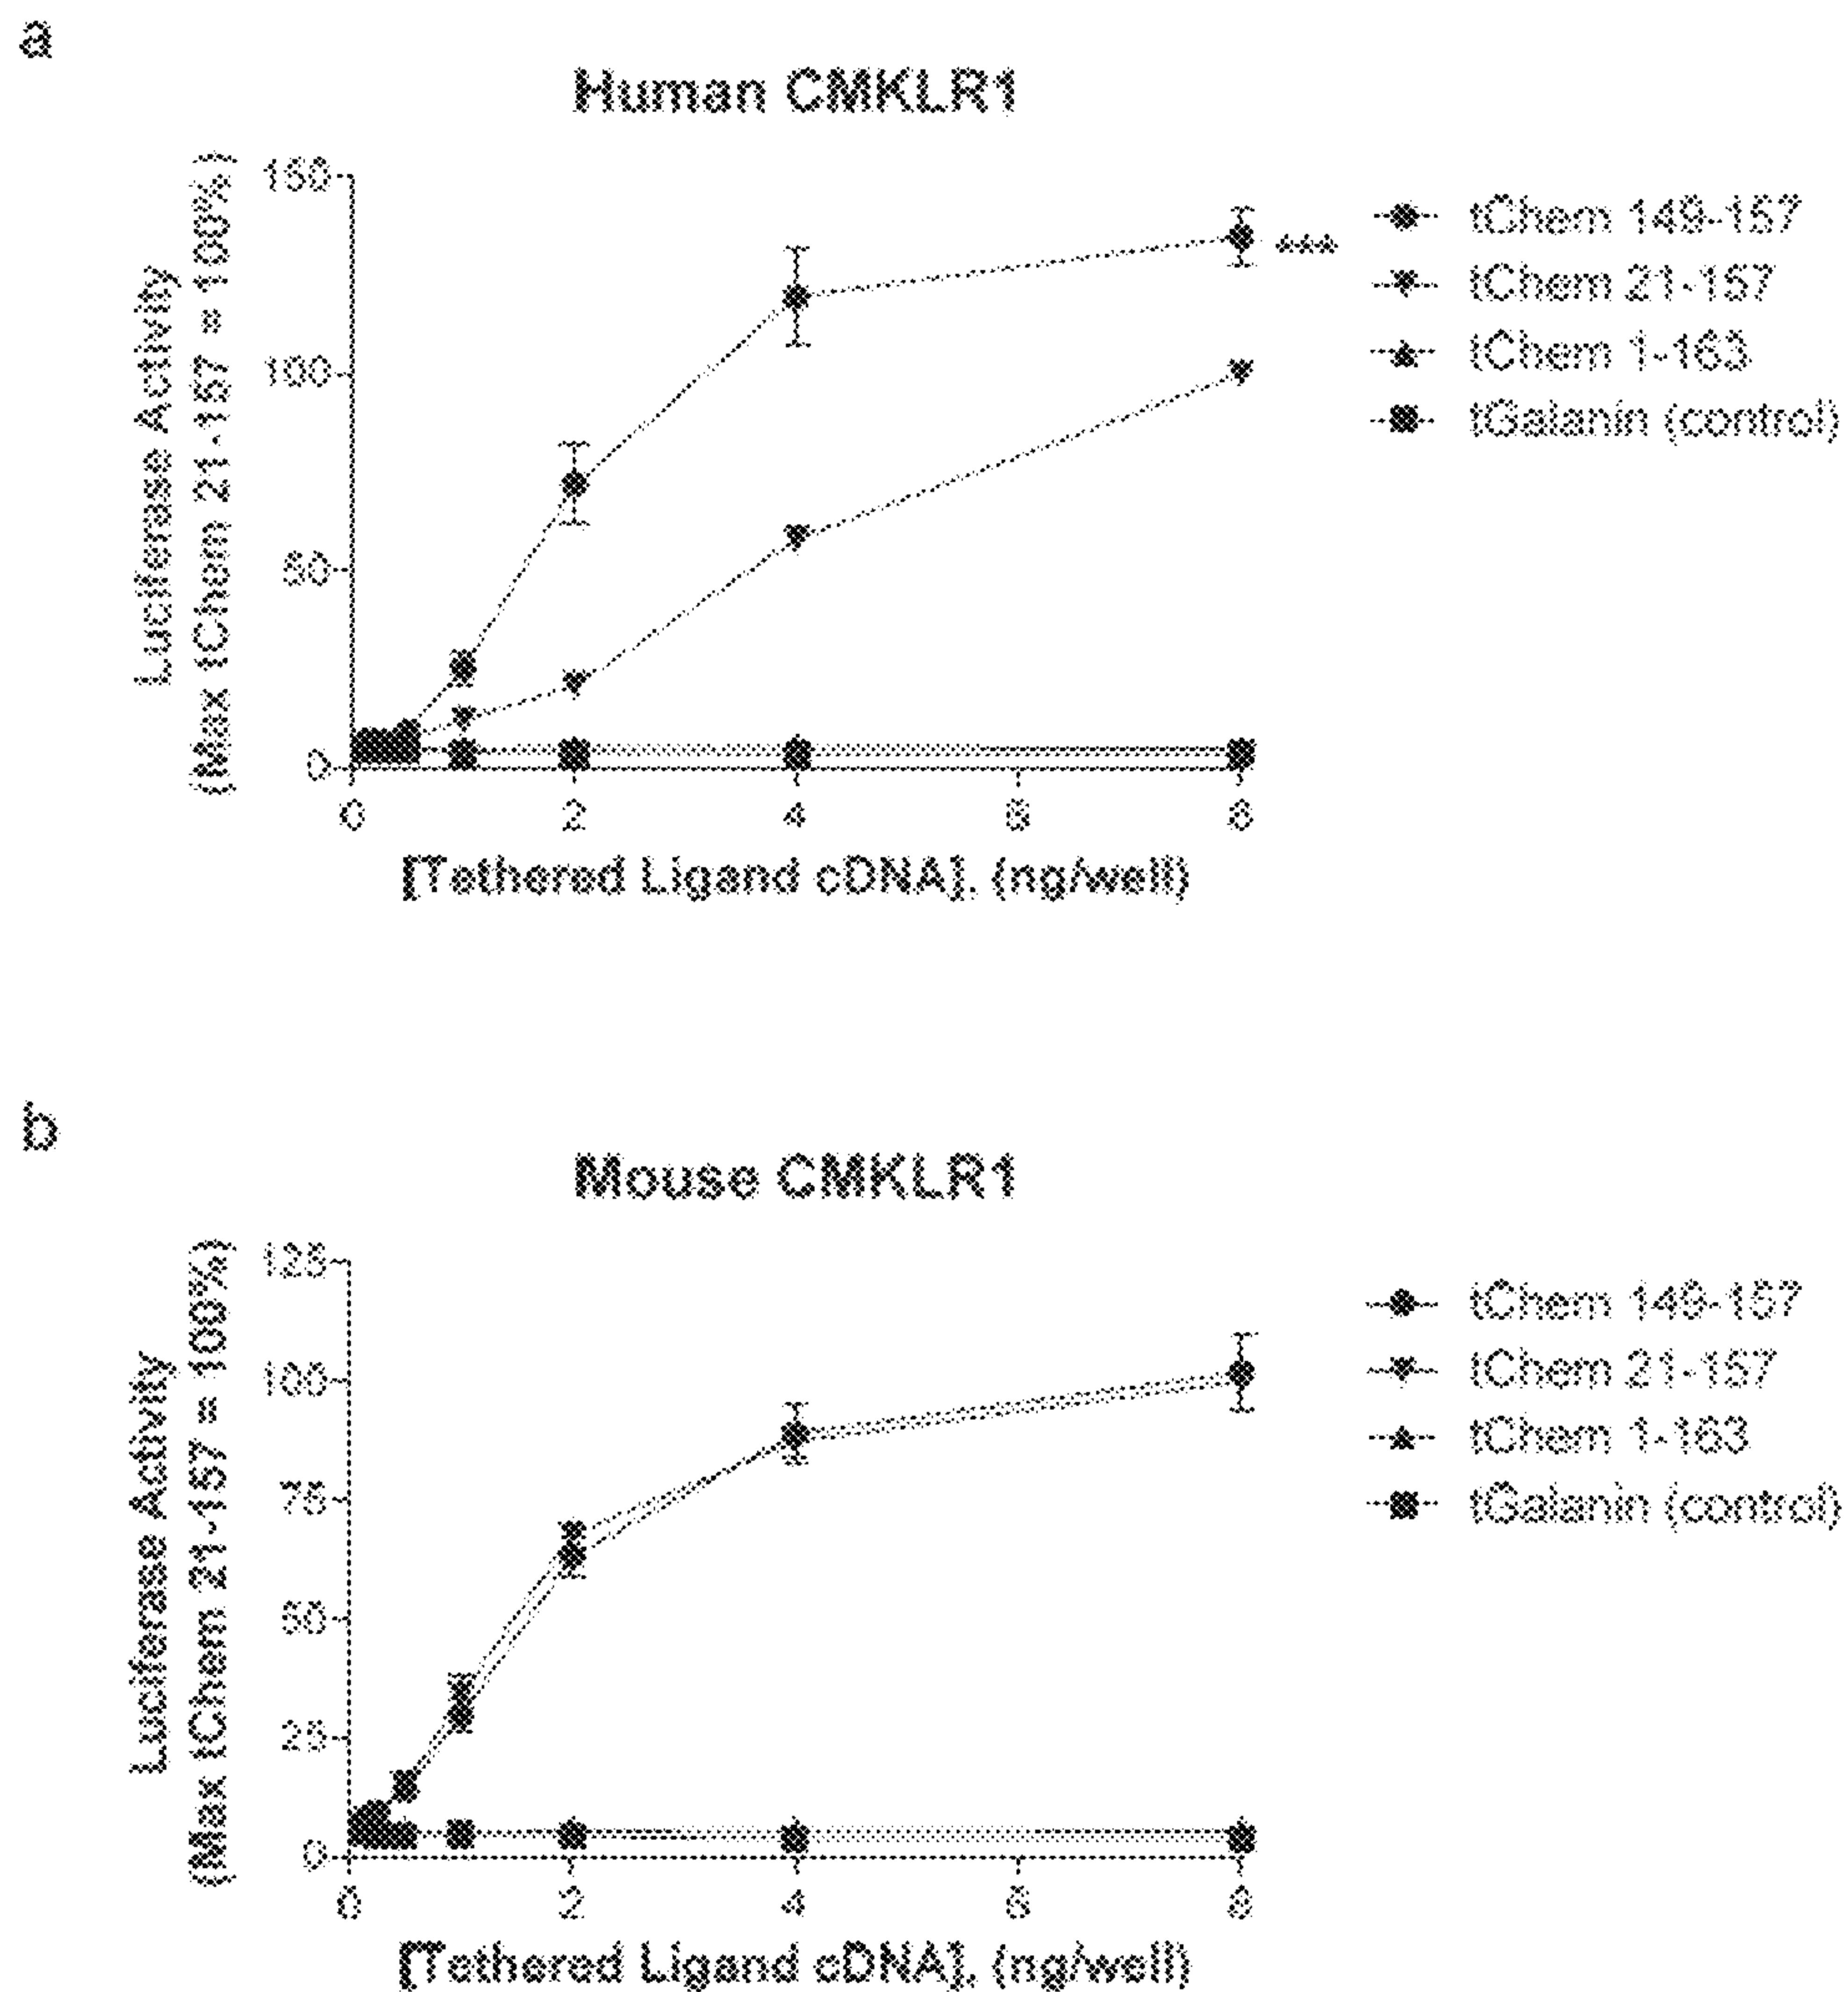 a
Human CMKLR1
Luciferase Activity
(Max tChem 21-157 = 100%)
150
100
50
0
0 2 4 6 8
[Tethered Ligand cDNA], (ng/well)
***
tChem 149-157
tChem 21-157
tChem 1-163
tGalanin (control)
b
Mouse CMKLR1
Luciferase Activity
(Max tChem 21-157 = 100%)
125
100
75
50
25
0
0 2 4 6 8
[Tethered Ligand cDNA], (ng/well)
tChem 149-157
tChem 21-157
tChem 1-163
tGalanin (control)